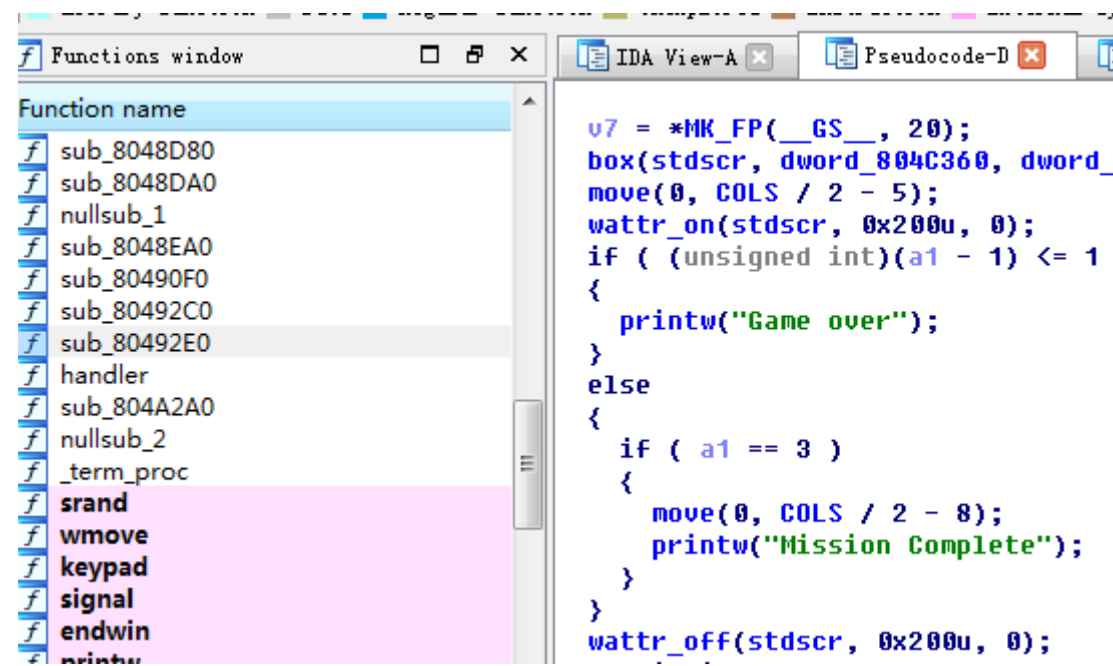 Functions window
IDA View-A
Pseudocode-D
Function name
sub_8048D80
sub_8048DA0
nullsub_1
sub_8048EA0
sub_80490F0
sub_80492C0
sub_80492E0
handler
sub_804A2A0
nullsub_2
_term_proc
srand
wmove
keypad
signal
endwin
printw
v7 = *MK_FP(__GS__, 20);
box(stdscr, dword_804C360, dword_
move(0, COLS / 2 - 5);
wattr_on(stdscr, 0x200u, 0);
if ( (unsigned int)(a1 - 1) <= 1
{
printw("Game over");
}
else
{
if ( a1 == 3 )
{
move(0, COLS / 2 - 8);
printw("Mission Complete");
}
}
wattr_off(stdscr, 0x200u, 0);